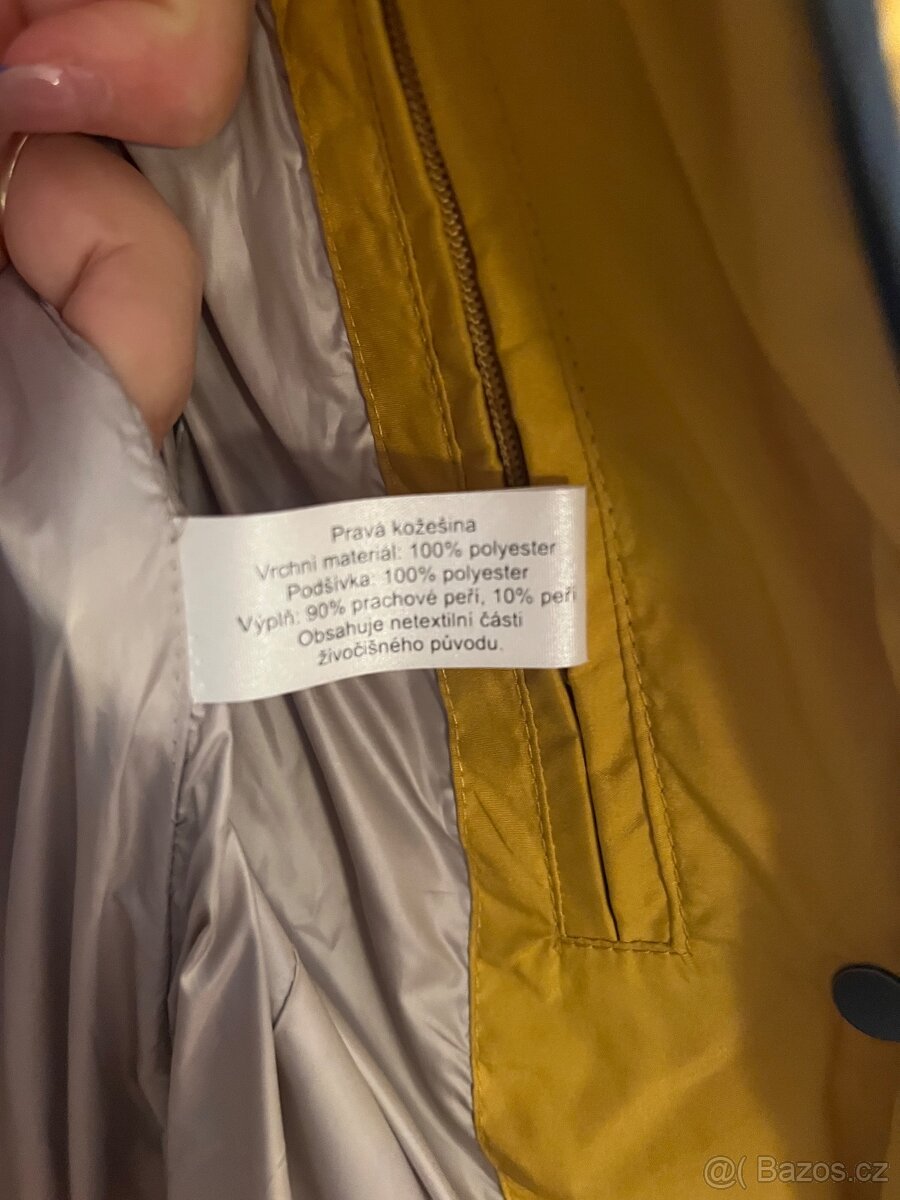 Pravá kožešina
Vrchní materiál: 100% polyester
Podšívka: 100% polyester
Výplň: 90% prachové peří, 10% peří
Obsahuje netextilní části
živočišného původu.
@( Bazos.cz